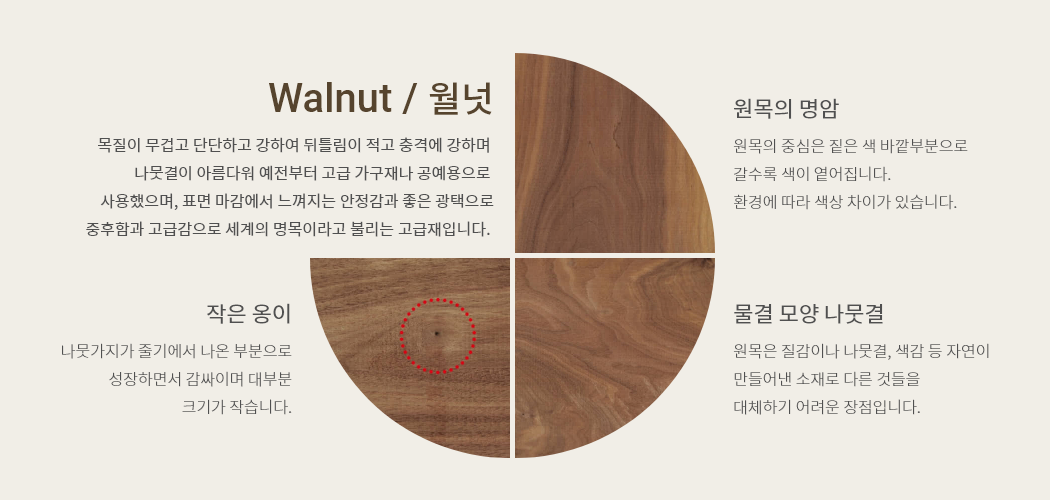 Walnut / 월넛
목질이 무겁고 단단하고 강하여 뒤틀림이 적고 충격에 강하며
나뭇결이 아름다워 예전부터 고급 가구재나 공예용으로
사용했으며, 표면 마감에서 느껴지는 안정감과 좋은 광택으로
중후함과 고급감으로 세계의 명목이라고 불리는 고급재입니다.
원목의 명암
원목의 중심은 짙은 색 바깥부분으로
갈수록 색이 옅어집니다.
환경에 따라 색상 차이가 있습니다.
작은 옹이
나뭇가지가 줄기에서 나온 부분으로
성장하면서 감싸이며 대부분
크기가 작습니다.
물결 모양 나뭇결
원목은 질감이나 나뭇결, 색감 등 자연이
만들어낸 소재로 다른 것들을
대체하기 어려운 장점입니다.